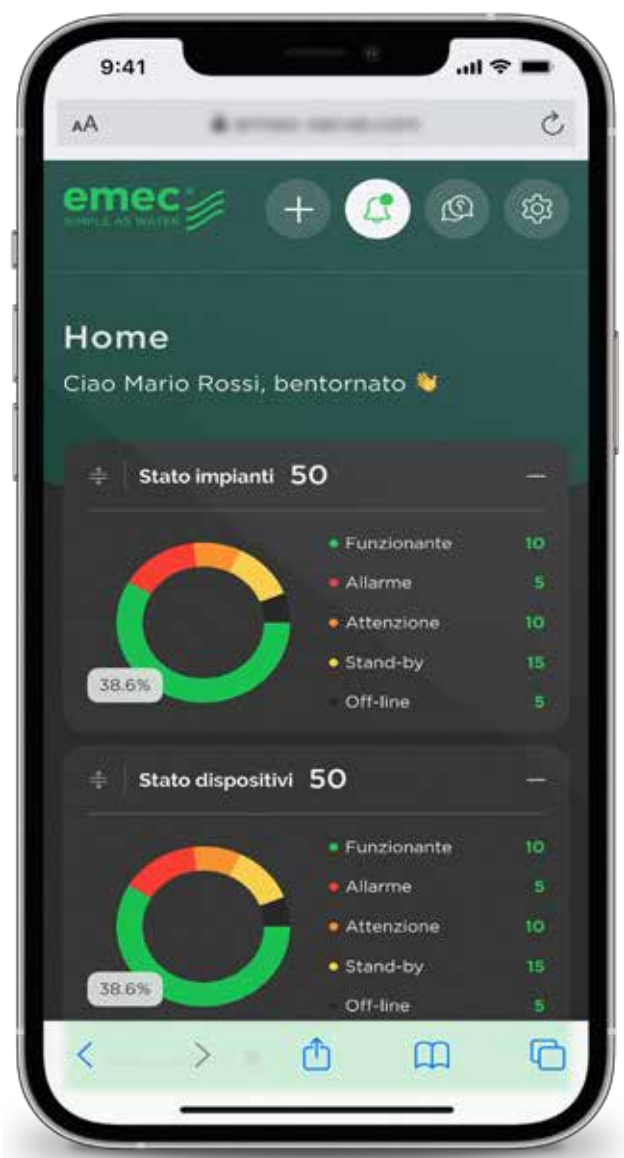 9:41
AA
emec
SIMPLE AS WATER
Home
Ciao Mario Rossi, bentornato 👋
Stato impianti 50
Funzionante 10
Allarme 5
Attenzione 10
Stand-by 15
Off-line 5
38.6%
Stato dispositivi 50
Funzionante 10
Allarme 5
Attenzione 10
Stand-by 15
Off-line 5
38.6%